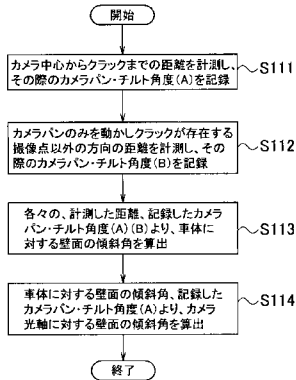 開始
カメラ中心からクラックまでの距離を計測し、
その際のカメラパン・チルト角度(A)を記録
S111
カメラパンのみを動かしクラックが存在する
撮像点以外の方向の距離を計測し、その
際のカメラパン・チルト角度(B)を記録
S112
各々の、計測した距離、記録したカメラ
パン・チルト角度(A)(B)より、車体に
対する壁面の傾斜角を算出
S113
車体に対する壁面の傾斜角、記録した
カメラパン・チルト角度(A)より、カメラ
光軸に対する壁面の傾斜角を算出
S114
終了